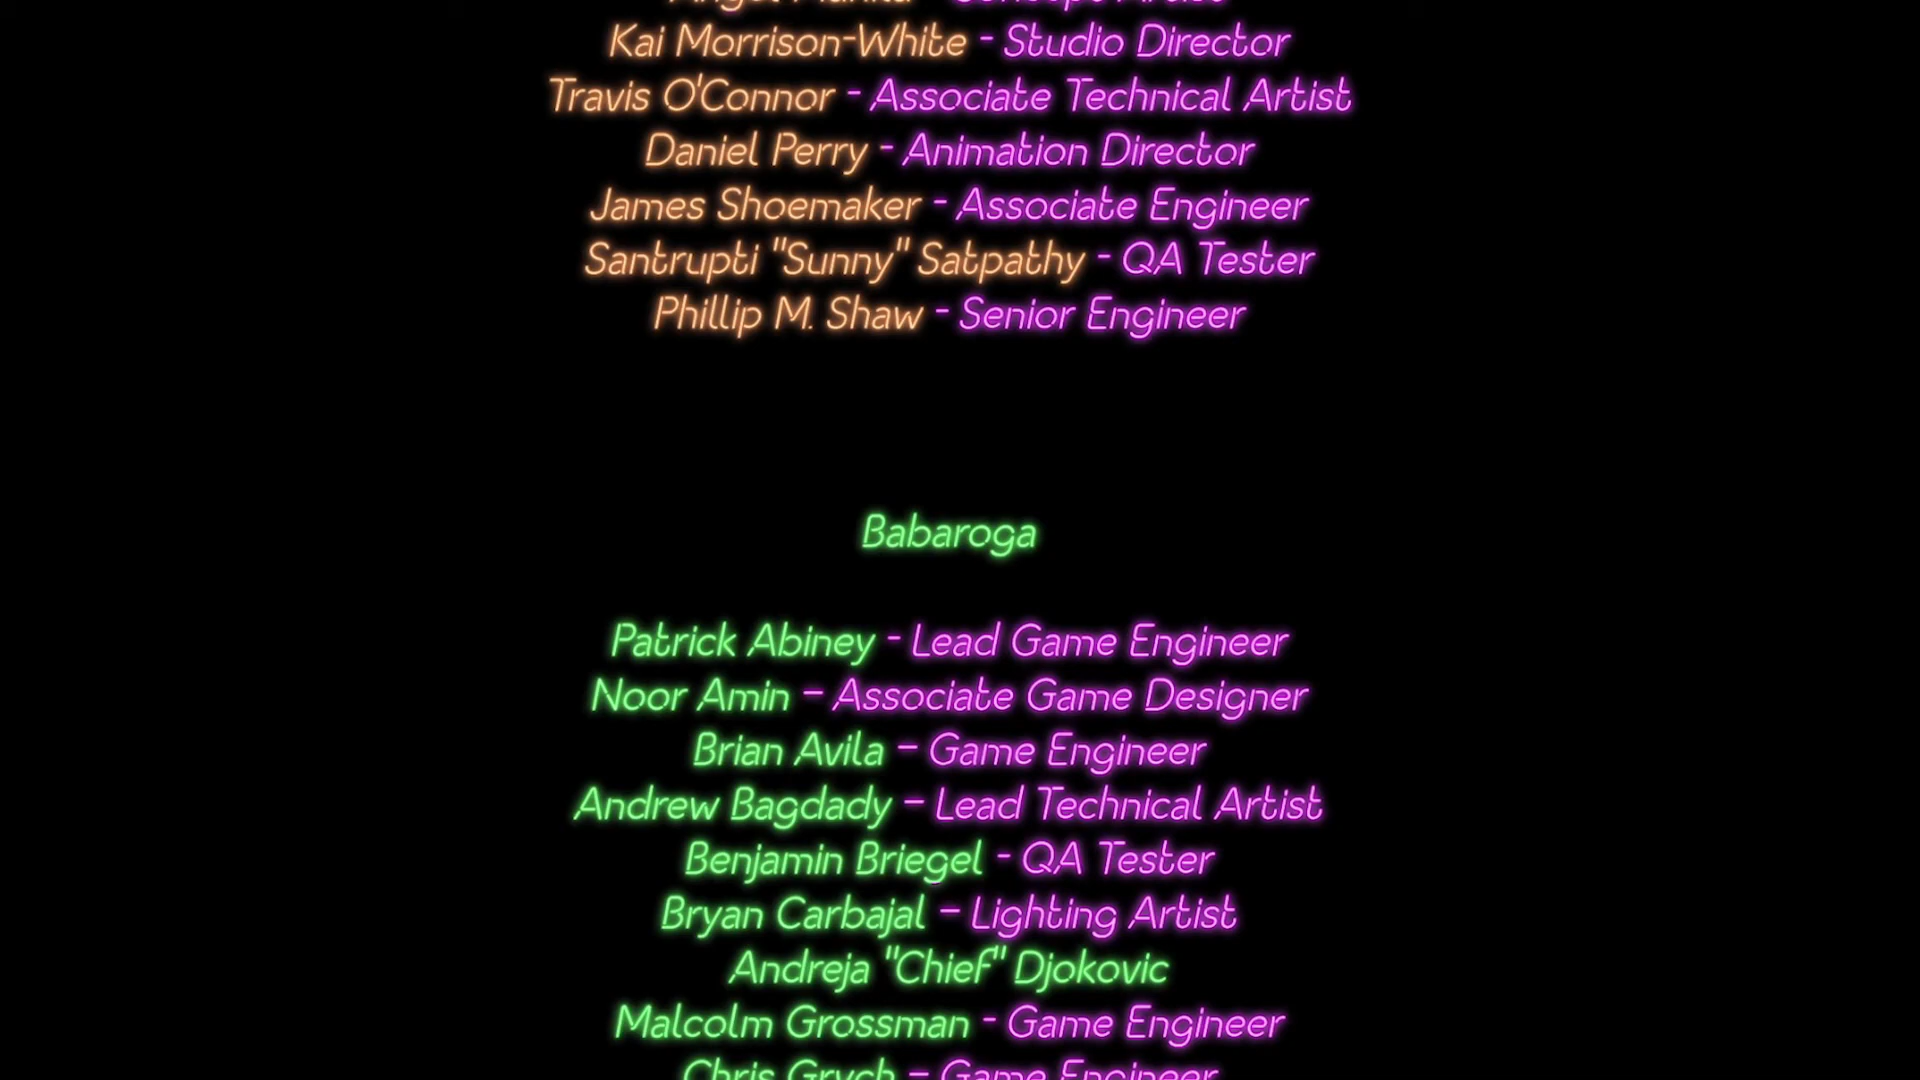 Kai Morrison-White - Studio Director
Travis O'Connor - Associate Technical Artist
Daniel Perry - Animation Director
James Shoemaker - Associate Engineer
Santrupti "Sunny" Satpathy - QA Tester
Phillip M. Shaw - Senior Engineer
Babaroga
Patrick Abiney - Lead Game Engineer
Noor Amin – Associate Game Designer
Brian Avila – Game Engineer
Andrew Bagdady – Lead Technical Artist
Benjamin Briegel - QA Tester
Bryan Carbajal – Lighting Artist
Andreja "Chief" Djokovic
Malcolm Grossman - Game Engineer
Chris Grych – Game Engineer